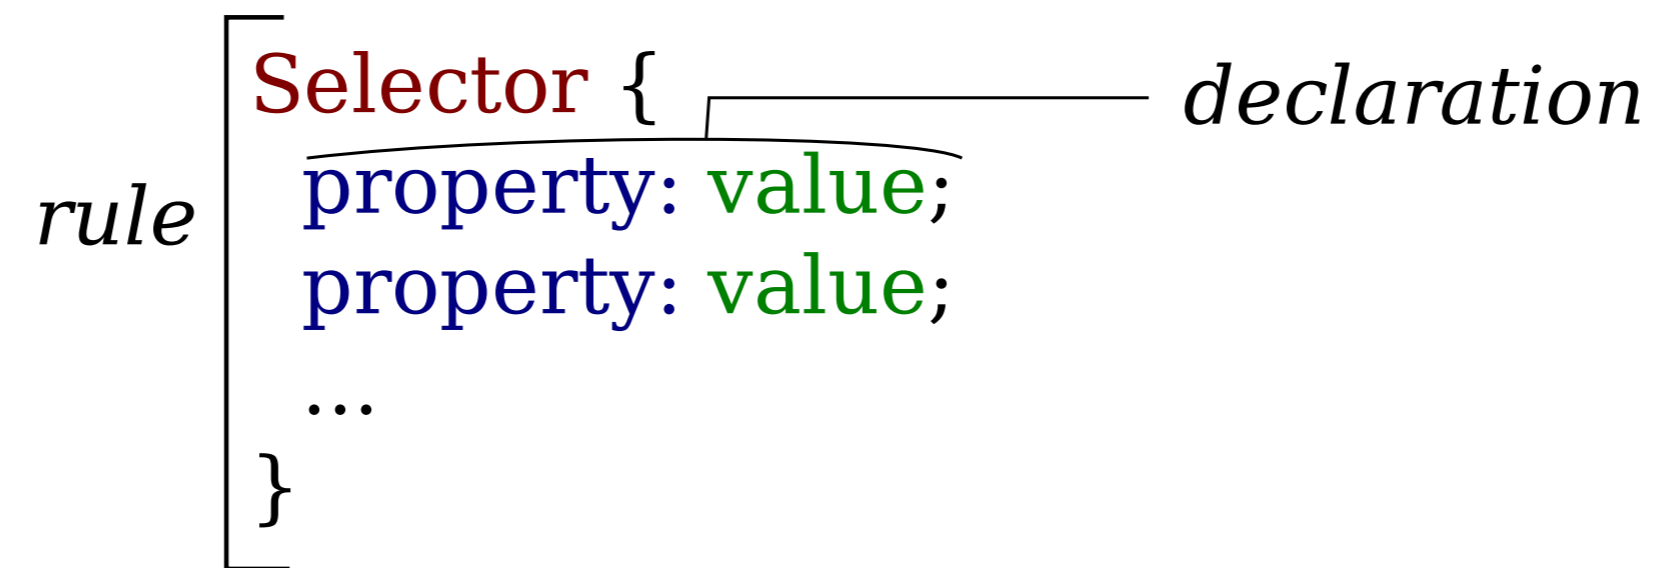 Selector {
declaration
property: value;
rule
property: value;
...
}